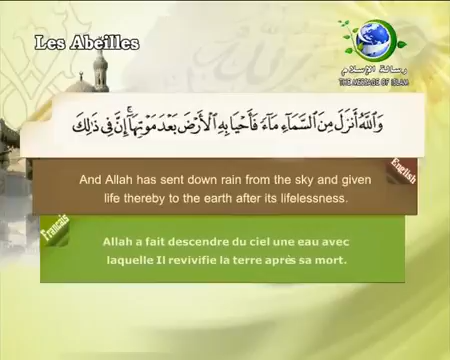 Les Abeilles
رسالة الإسلام
THE MESSAGE OF ISLAM
وَاللَّهُ أَنزَلَ مِنَ السَّمَاءِ مَاءً فَأَحْيَا بِهِ الْأَرْضَ بَعْدَ مَوْتِهَا ۚ إِنَّ فِي ذَٰلِكَ
English
And Allah has sent down rain from the sky and given
life thereby to the earth after its lifelessness.
Francais
Allah a fait descendre du ciel une eau avec
laquelle Il revivifie la terre après sa mort.